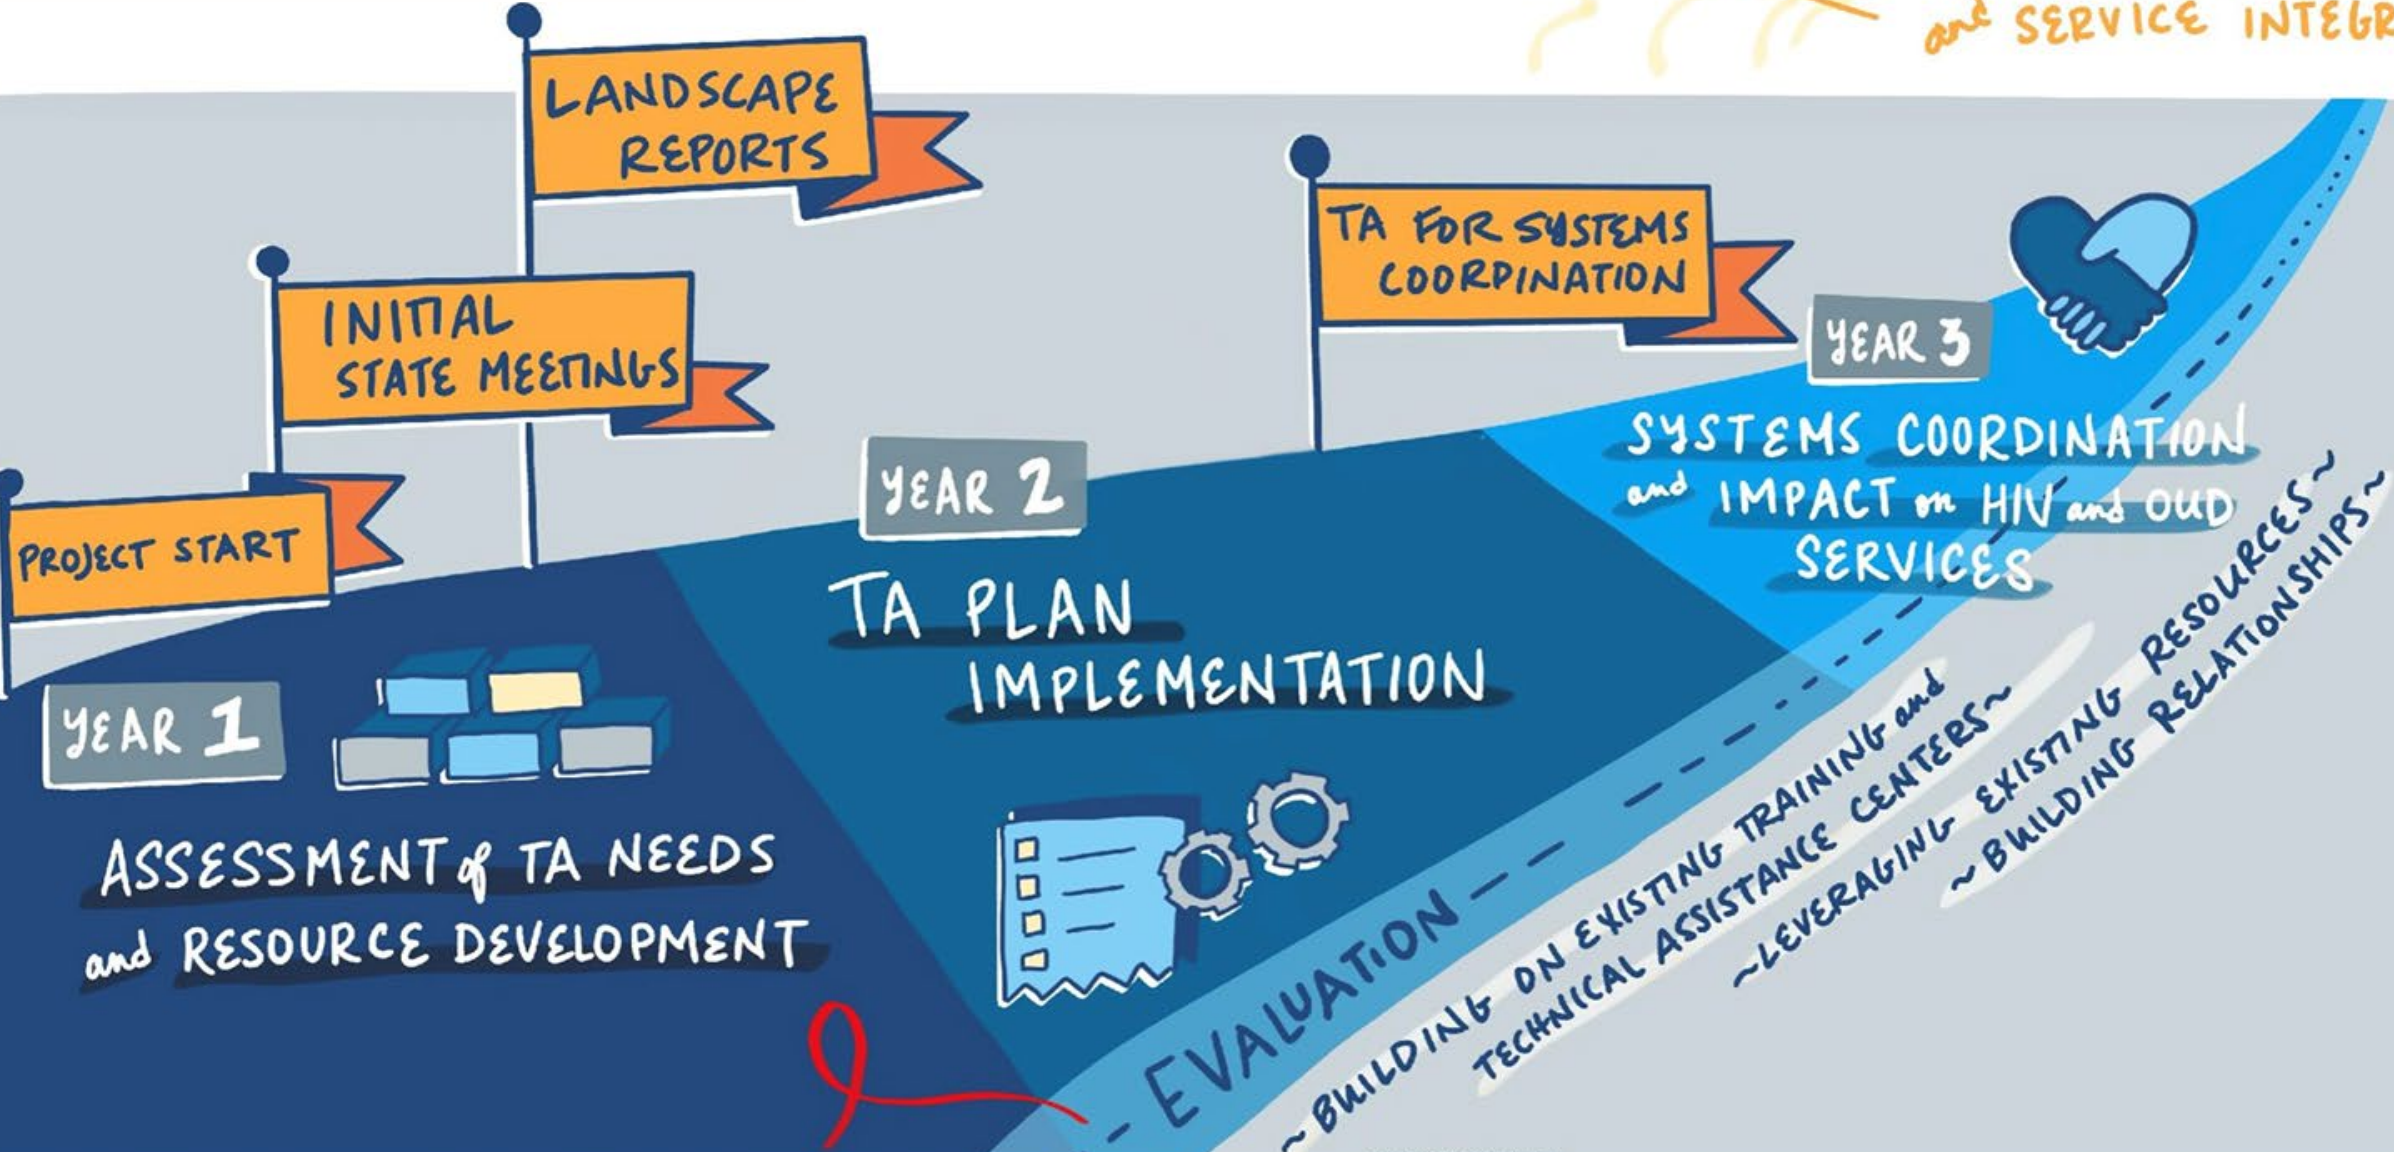 and SERVICE INTEGR
LANDSCAPE
REPORTS
INITIAL
STATE MEETINGS
PROJECT START
TA FOR SYSTEMS
COORDINATION
YEAR 1
ASSESSMENT of TA NEEDS
and RESOURCE DEVELOPMENT
YEAR 2
TA PLAN
IMPLEMENTATION
YEAR 3
SYSTEMS COORDINATION
and IMPACT on HIV and OUD
SERVICES
EVALUATION
~BUILDING ON EXISTING TRAINING and
TECHNICAL ASSISTANCE CENTERS~
~LEVERAGING EXISTING RESOURCES~
~BUILDING RELATIONSHIPS~